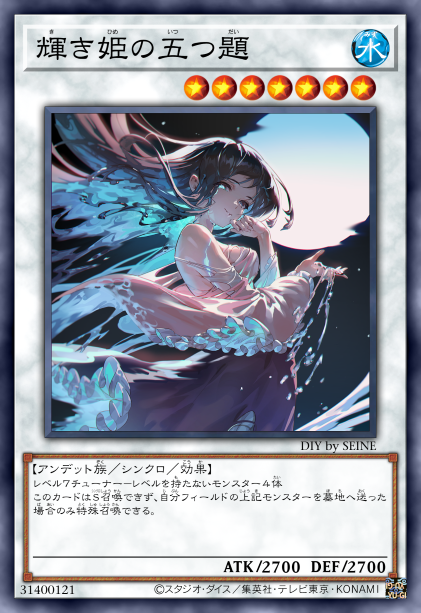 輝き姫の五つ題
水
DIY by SEINE
【アンデット族／シンクロ／効果】
レベル７チューナーーレベルを持たないモンスター４体
このカードはS召喚できず、自分フィールドの上記モンスターを墓地へ送った
場合のみ特殊召喚できる。
ATK/2700 DEF/2700
31400121
©スタジオ・ダイス／集英社・テレビ東京・KONAMI